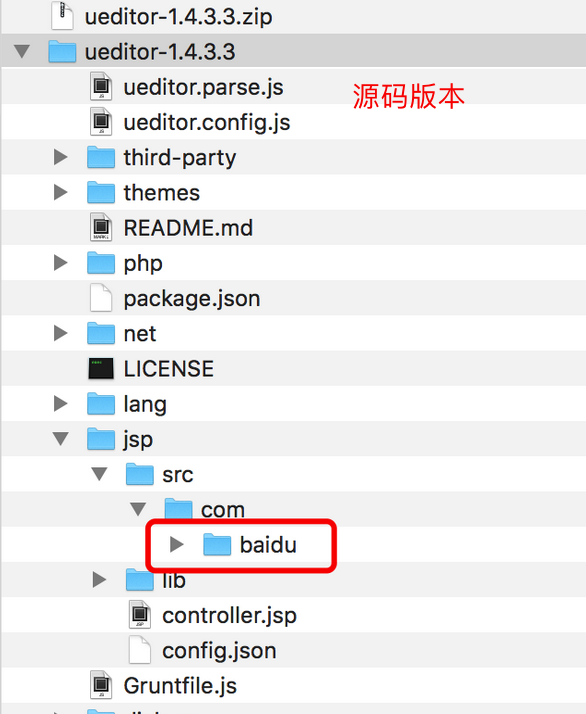 ueditor-1.4.3.3.zip
ueditor-1.4.3.3
ueditor.parse.js
源码版本
ueditor.config.js
third-party
themes
README.md
php
package.json
net
LICENSE
lang
jsp
src
com
baidu
lib
controller.jsp
config.json
Gruntfile.js